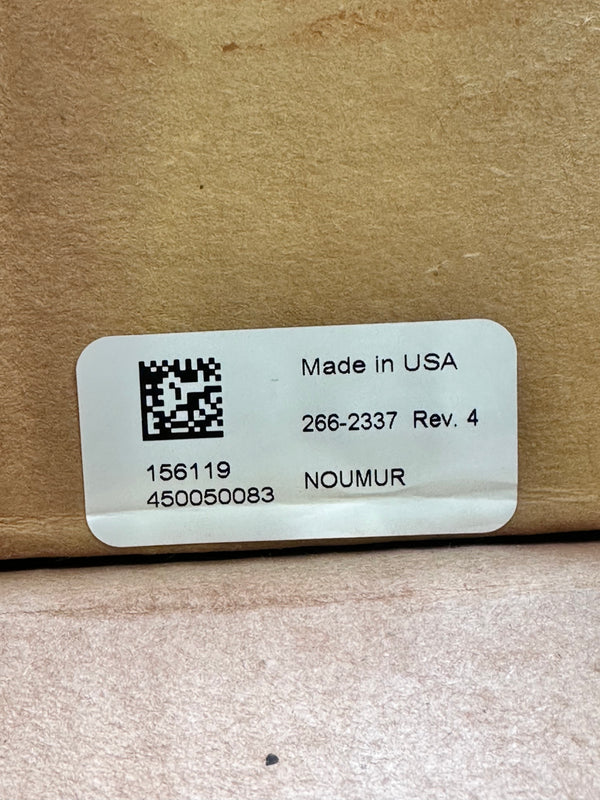 Made in USA
266-2337 Rev. 4
156119
450050083
NOUMUR